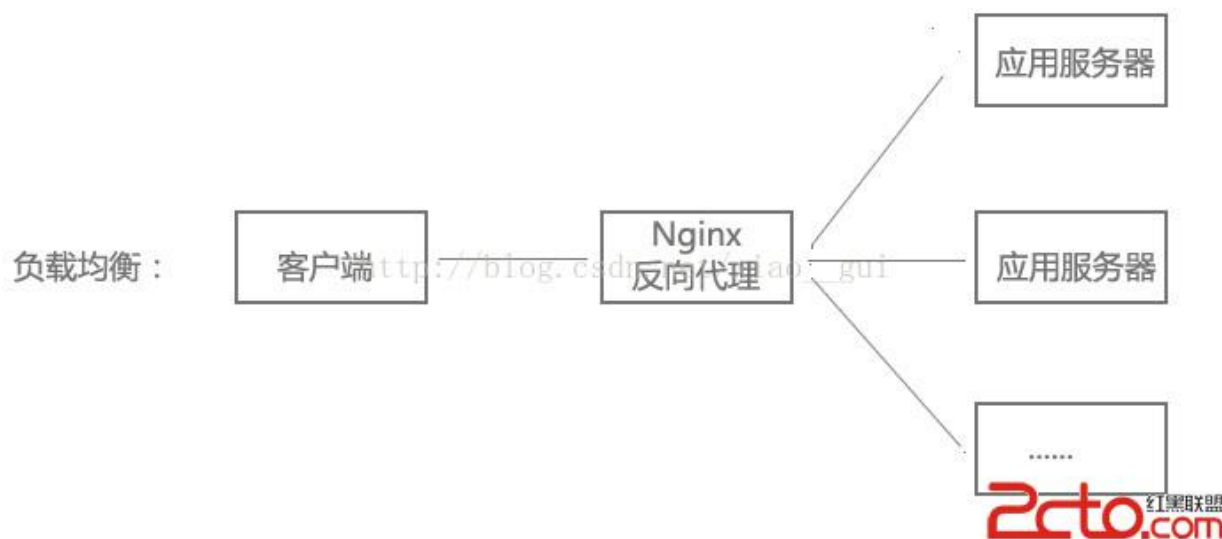 应用服务器
负载均衡：
客户端
Nginx
反向代理
应用服务器
......
2cto.com
红黑联盟